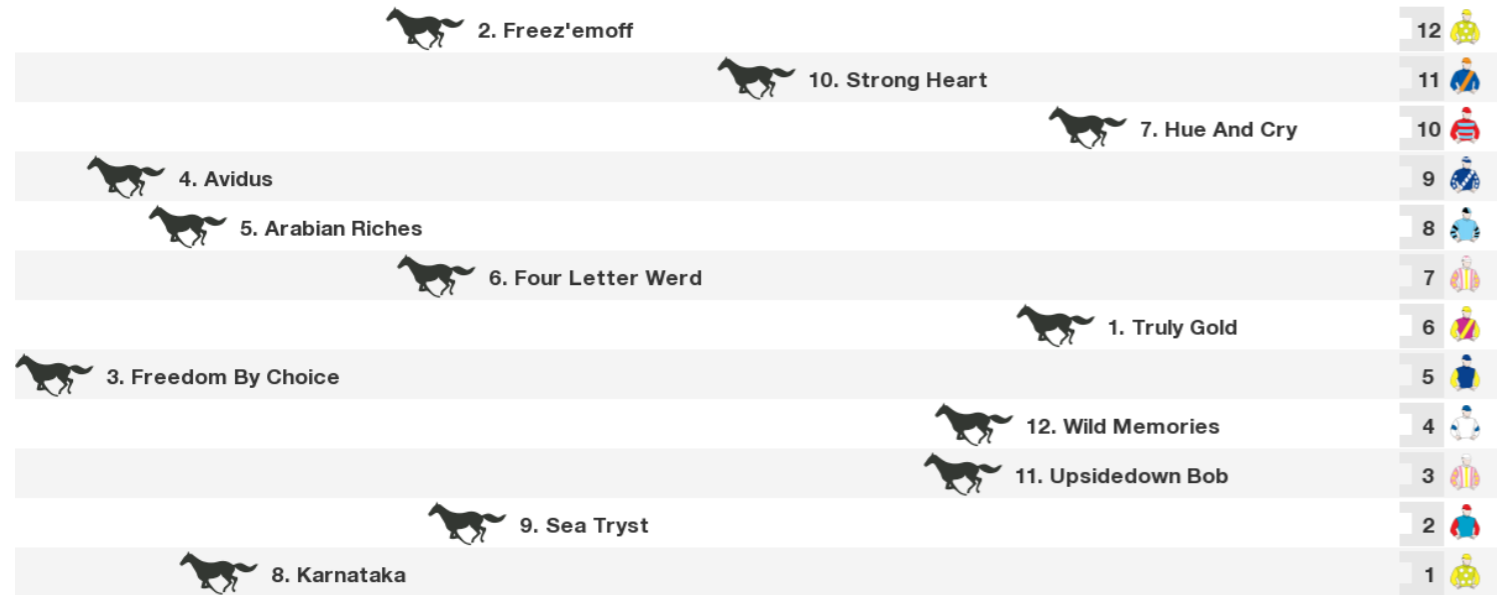 2. Freez'emoff 12
10. Strong Heart 11
7. Hue And Cry 10
4. Avidus 9
5. Arabian Riches 8
6. Four Letter Werd 7
1. Truly Gold 6
3. Freedom By Choice 5
12. Wild Memories 4
11. Upsidedown Bob 3
9. Sea Tryst 2
8. Karnataka 1